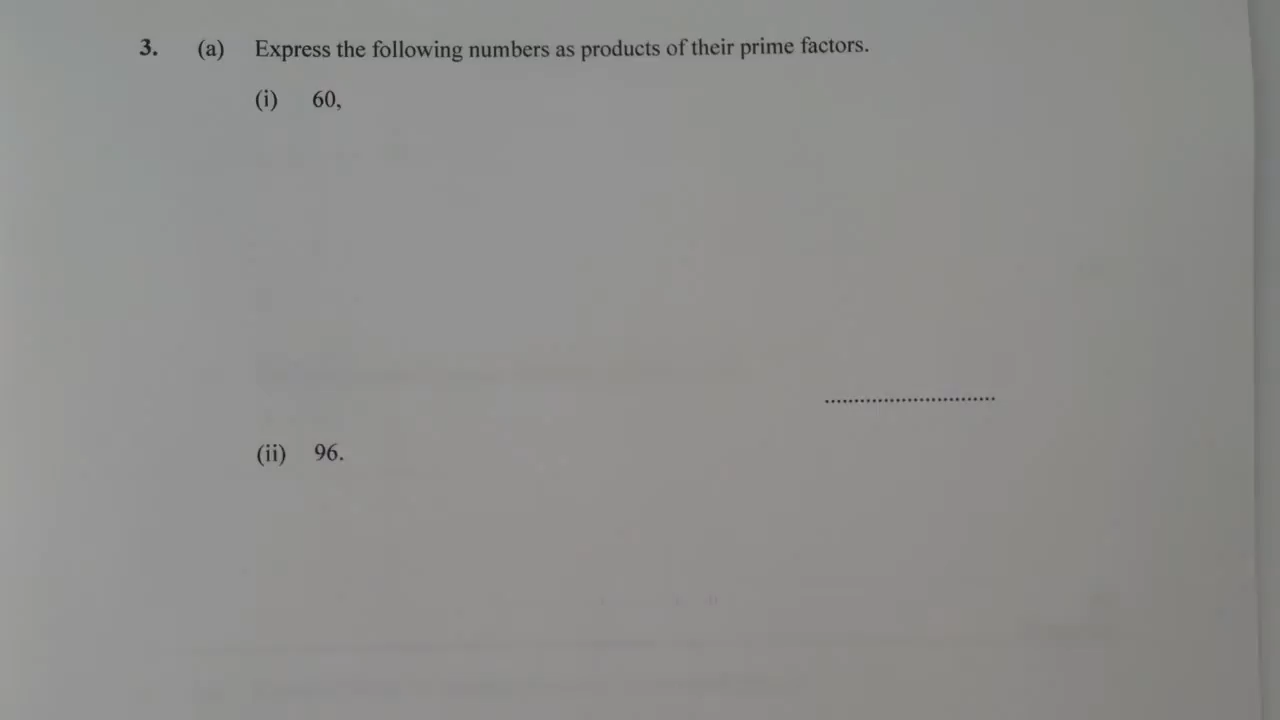 3. (a) Express the following numbers as products of their prime factors.
(i) 60,
..............................
(ii) 96.